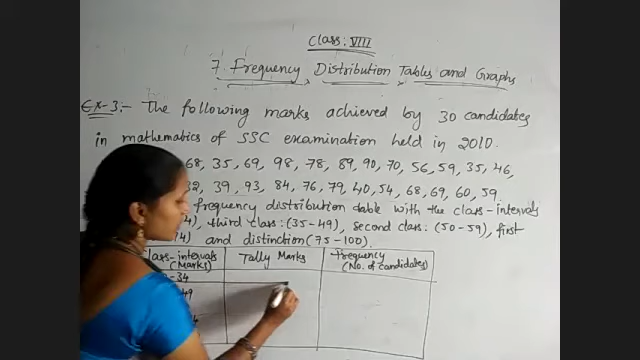 Class: VIII
7. Frequency Distribution Tables and Graphs
EX-3:- The following marks achieved by 30 candidates
in mathematics of SSC examination held in 2010.
68, 35, 69, 98, 78, 89, 90, 70, 56, 59, 35, 46,
32, 39, 93, 84, 76, 79, 40, 54, 68, 69, 60, 59.
frequency distribution table with the class-intervals
third class: (35-49), second class: (50-59), first
and distinction (75-100).
Class-intervals (Marks) Tally Marks Frequency (No. of candidates)
-34